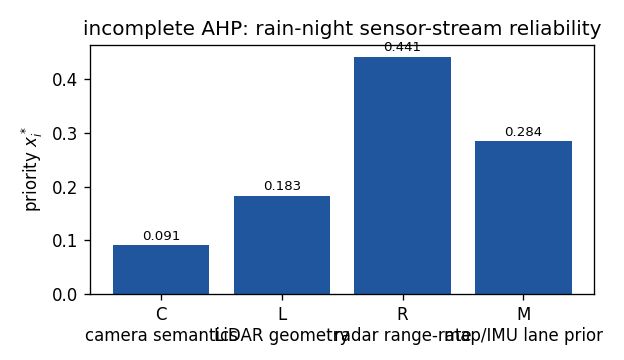 incomplete AHP: rain-night sensor-stream reliability
priority x_i^*
0.4
0.3
0.2
0.1
0.0
0.091
0.183
0.441
0.284
C L R M
camera semantics LiDAR geometry radar range-rate map/IMU lane prior